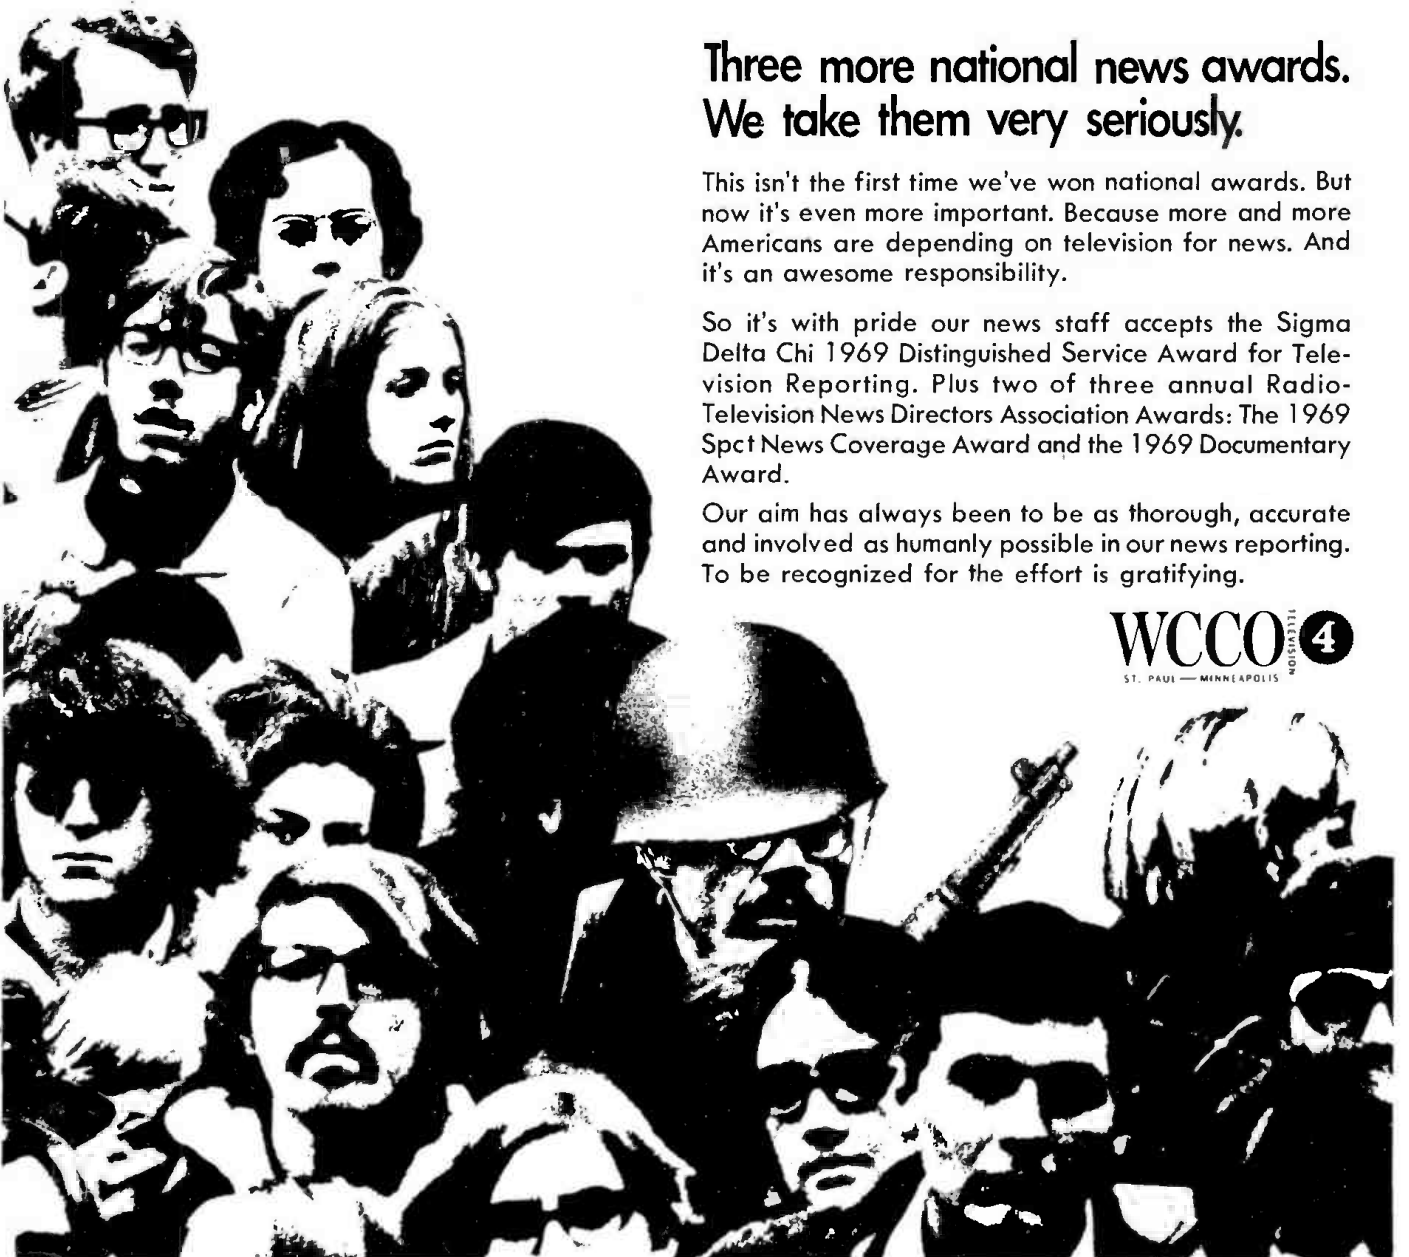 Three more national news awards.
We take them very seriously.
This isn't the first time we've won national awards. But
now it's even more important. Because more and more
Americans are depending on television for news. And
it's an awesome responsibility.
So it's with pride our news staff accepts the Sigma
Delta Chi 1969 Distinguished Service Award for Tele-
vision Reporting. Plus two of three annual Radio-
Television News Directors Association Awards: The 1969
Spct News Coverage Award and the 1969 Documentary
Award.
Our aim has always been to be as thorough, accurate
and involved as humanly possible in our news reporting.
To be recognized for the effort is gratifying.
WCCO TELEVISION 4
ST. PAUL — MINNEAPOLIS